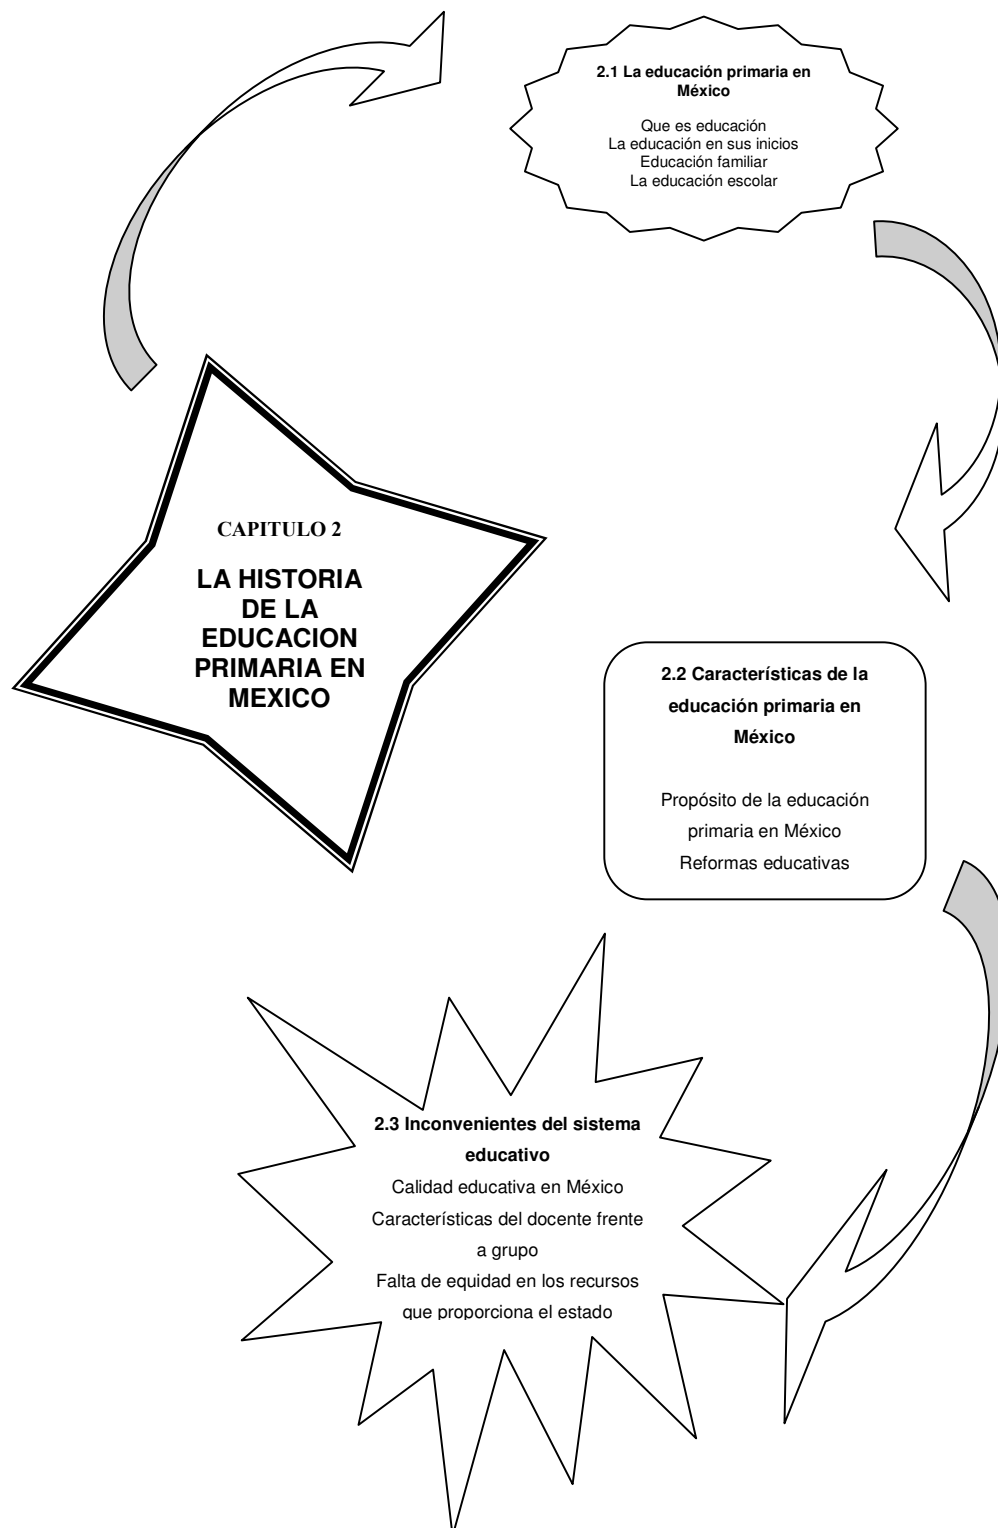 2.1 La educación primaria en
México
Que es educación
La educación en sus inicios
Educación familiar
La educación escolar
CAPITULO 2
LA HISTORIA
DE LA
EDUCACION
PRIMARIA EN
MEXICO
2.2 Características de la
educación primaria en
México
Propósito de la educación
primaria en México
Reformas educativas
2.3 Inconvenientes del sistema
educativo
Calidad educativa en México
Características del docente frente
a grupo
Falta de equidad en los recursos
que proporciona el estado